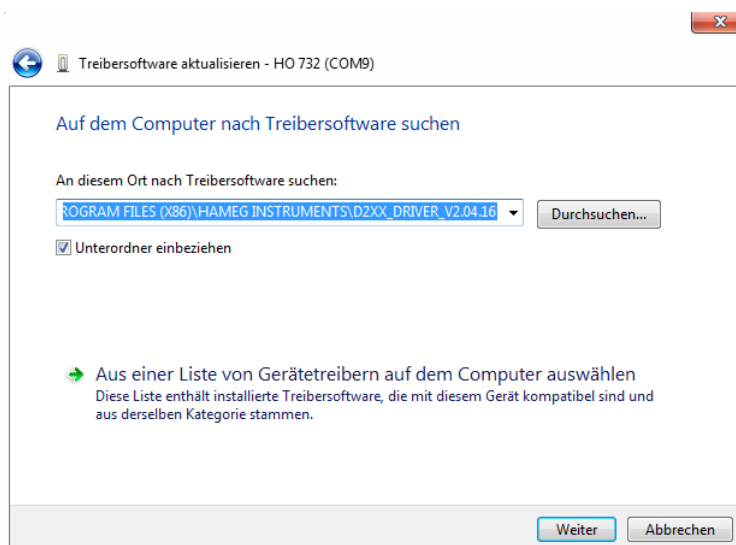 Treibersoftware aktualisieren - HO 732 (COM9)
Auf dem Computer nach Treibersoftware suchen
An diesem Ort nach Treibersoftware suchen:
ROGRAM FILES (X86)\HAMEG INSTRUMENTS\D2XX_DRIVER_V2.04.16
Durchsuchen...
Unterordner einbeziehen
Aus einer Liste von Gerätetreibern auf dem Computer auswählen
Diese Liste enthält installierte Treibersoftware, die mit diesem Gerät kompatibel sind und
aus derselben Kategorie stammen.
Weiter
Abbrechen